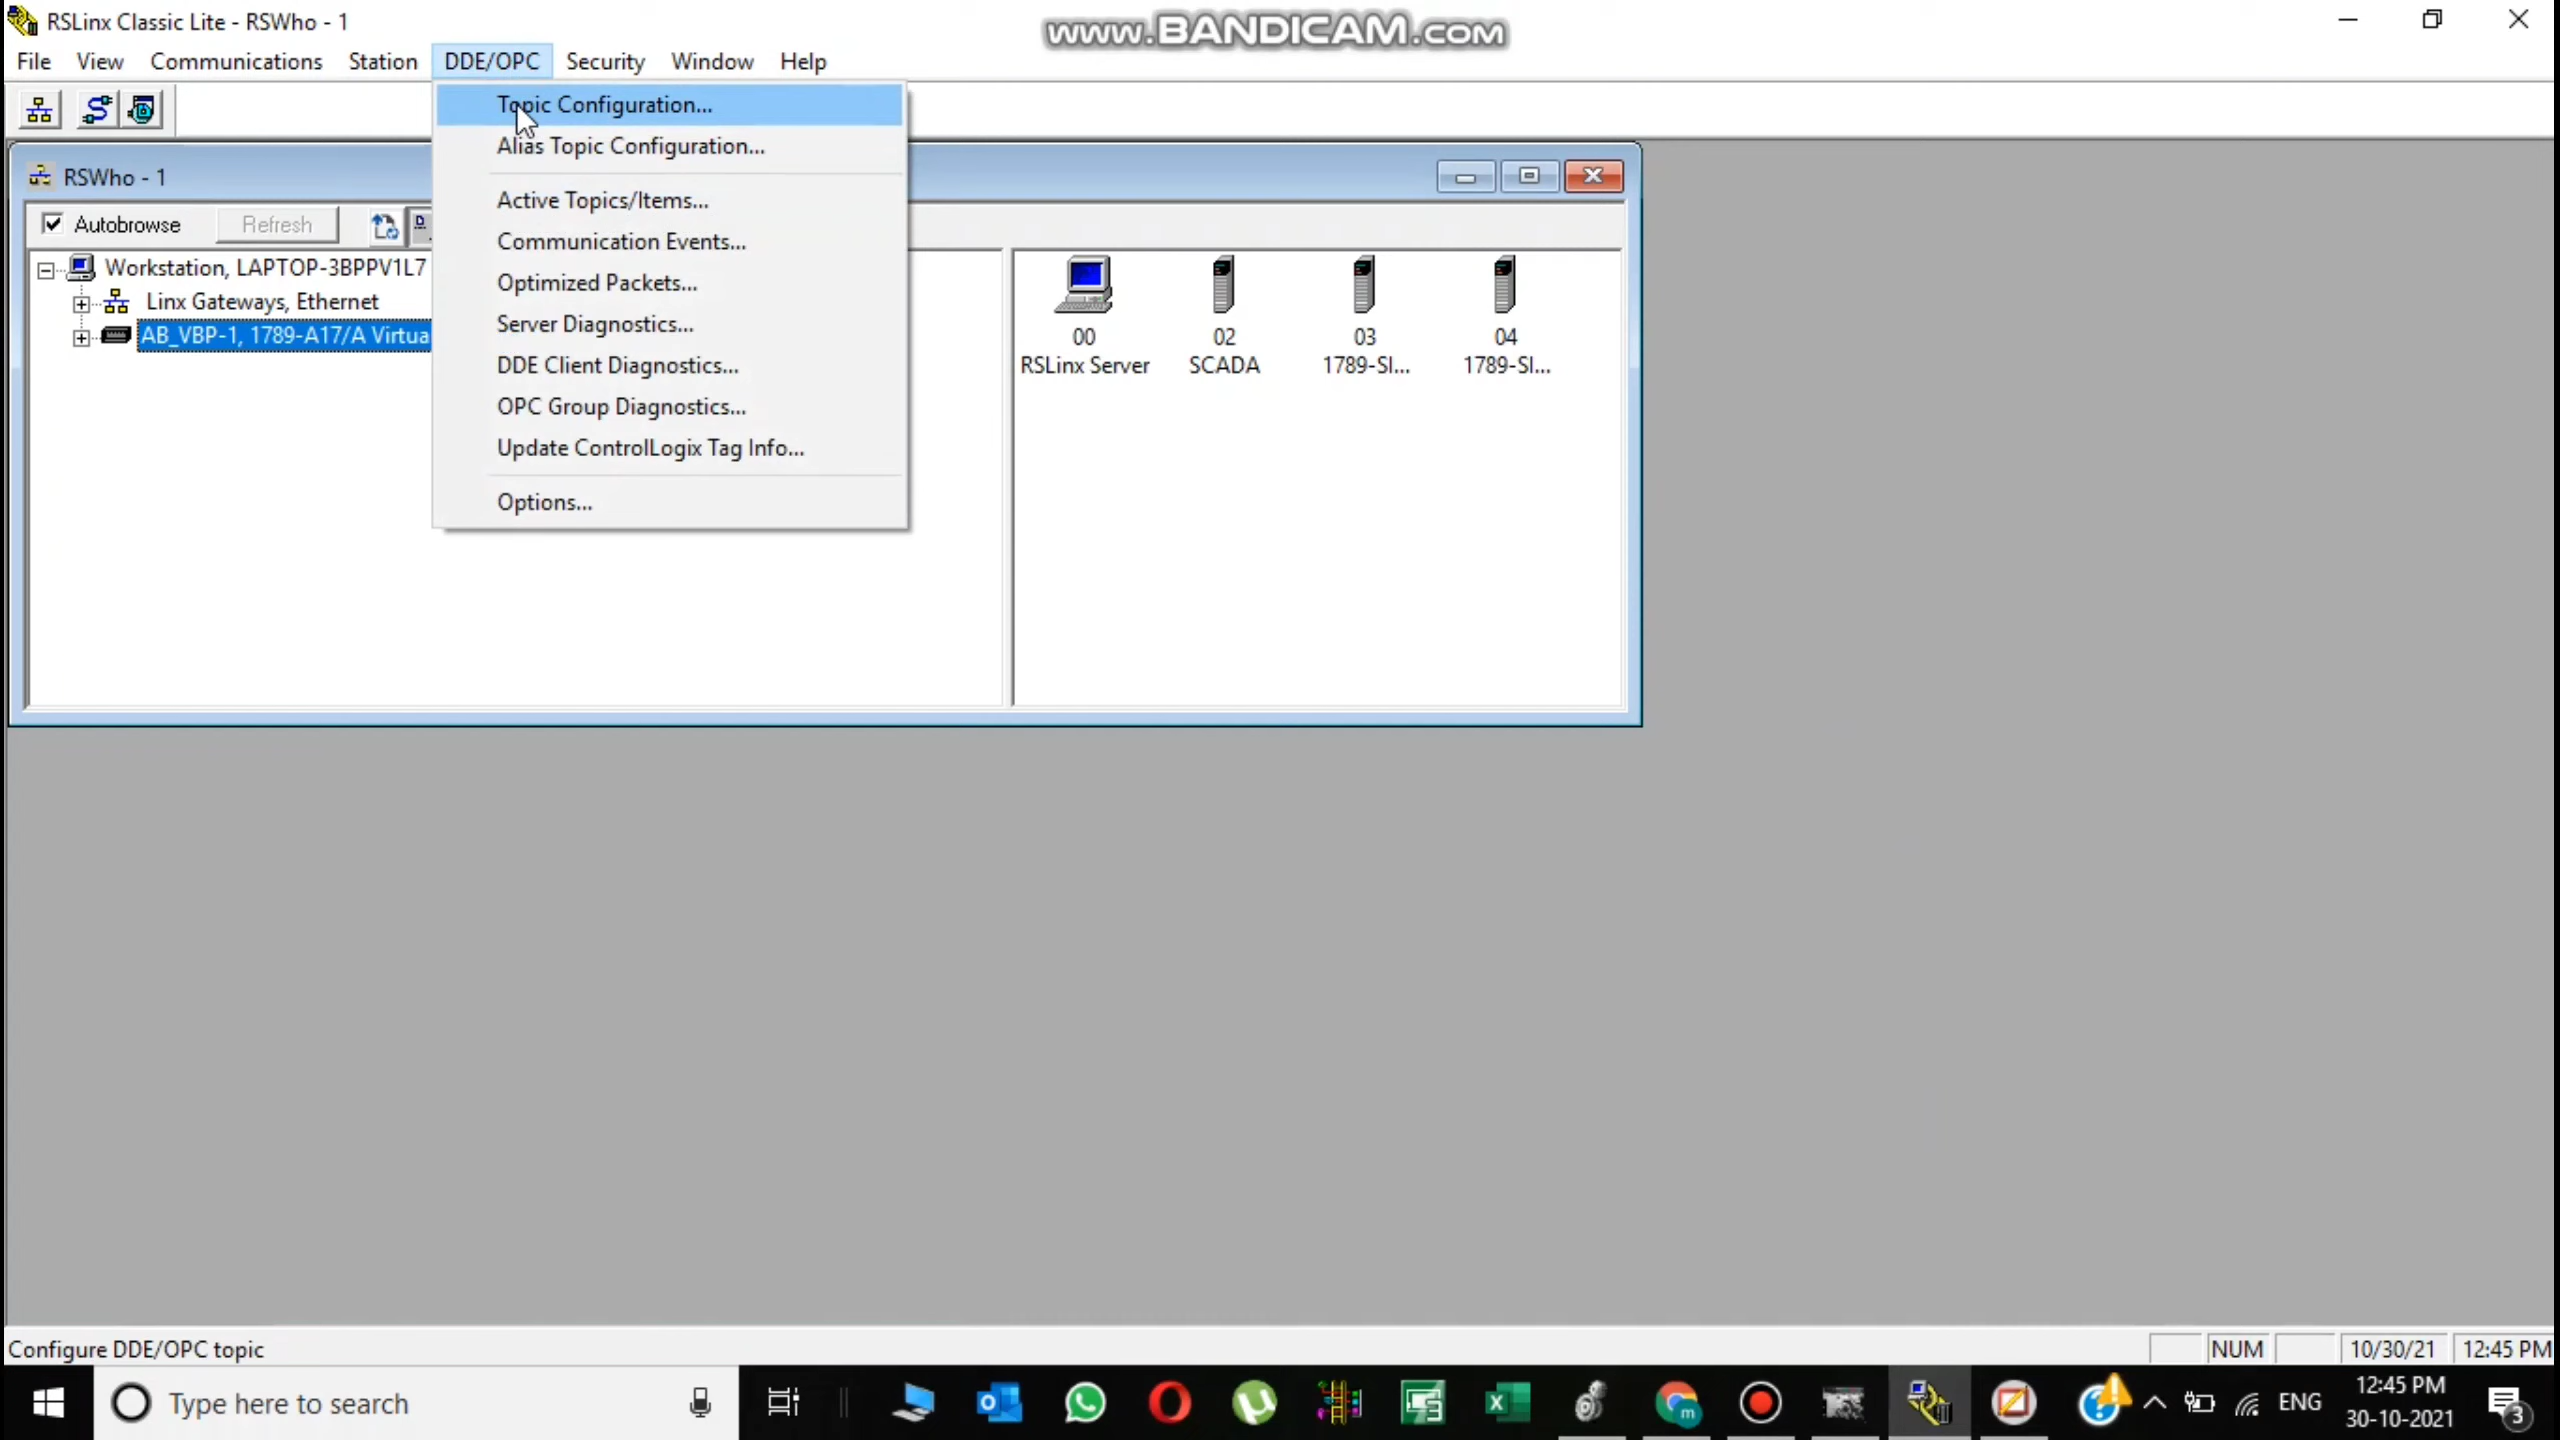 RSLinx Classic Lite - RSWho - 1
www.BANDICAM.com
File View Communications Station DDE/OPC Security Window Help
Topic Configuration...
Alias Topic Configuration...
Active Topics/Items...
Communication Events...
Optimized Packets...
Server Diagnostics...
DDE Client Diagnostics...
OPC Group Diagnostics...
Update ControlLogix Tag Info...
Options...
RSWho - 1
Autobrowse Refresh
Workstation, LAPTOP-3BPPV1L7
Linx Gateways, Ethernet
AB_VBP-1, 1789-A17/A Virtua
00 02 03 04
RSLinx Server SCADA 1789-SI... 1789-SI...
Configure DDE/OPC topic NUM 10/30/21 12:45 PM
Type here to search
ENG
12:45 PM
30-10-2021
3